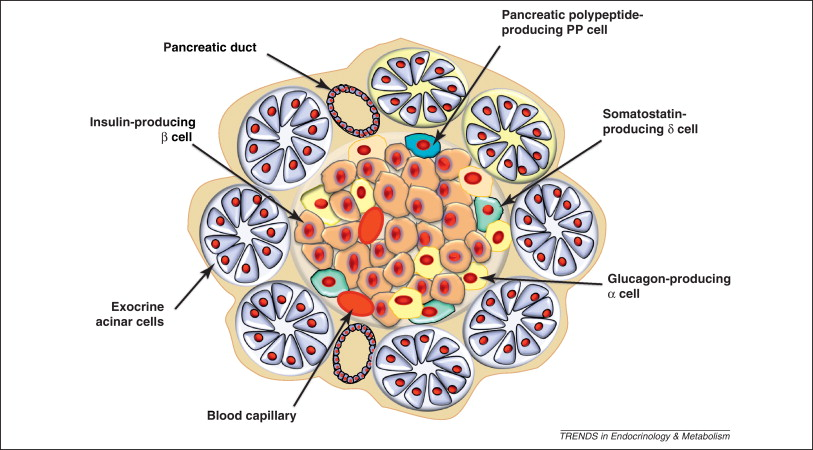 Pancreatic polypeptide-
producing PP cell
Pancreatic duct
Insulin-producing
β cell
Somatostatin-
producing δ cell
Glucagon-producing
α cell
Exocrine
acinar cells
Blood capillary
TRENDS in Endocrinology & Metabolism